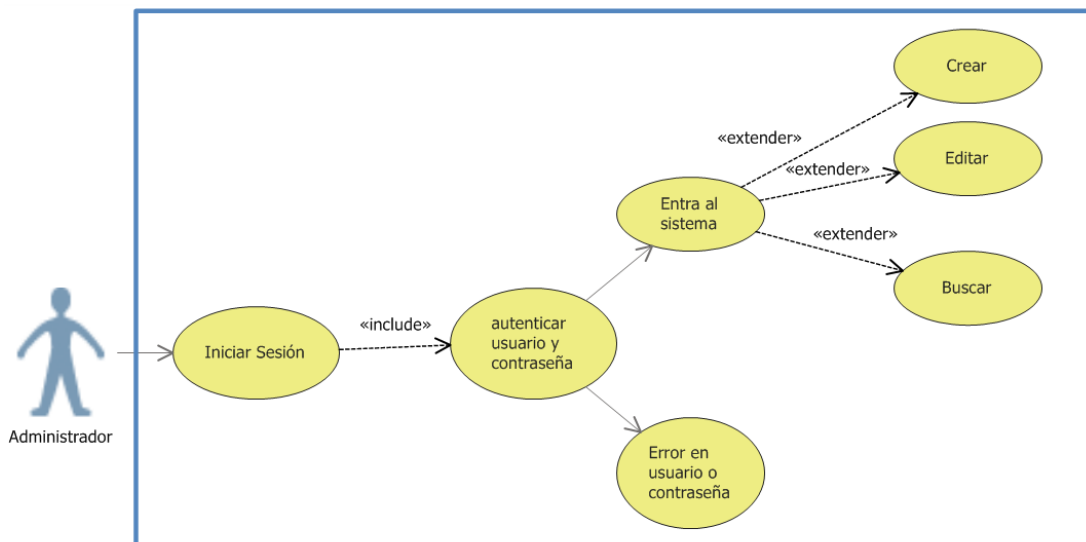 Crear
«extender»
Editar
«extender»
Entra al
sistema
«extender»
Buscar
Administrador
Iniciar Sesión
«include»
autenticar
usuario y
contraseña
Error en
usuario o
contraseña